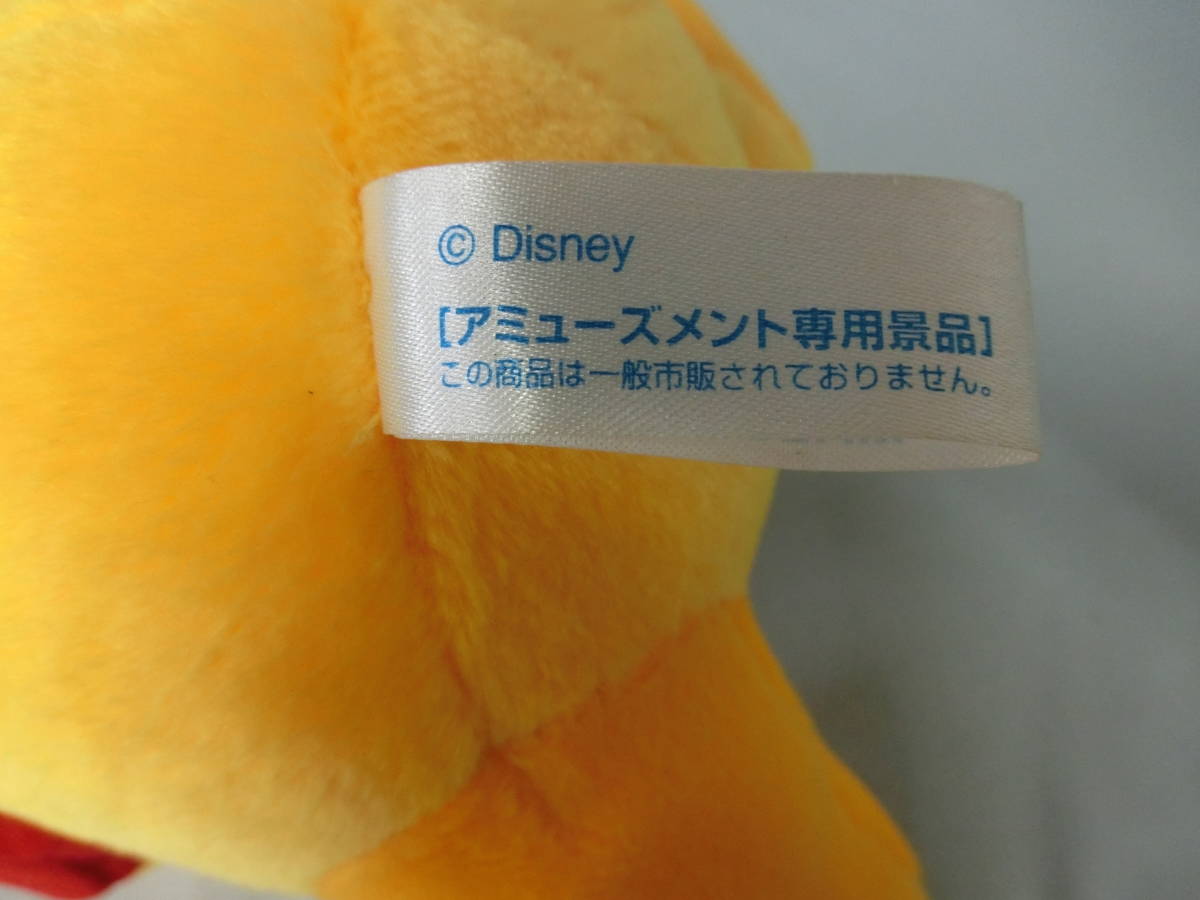 © Disney
[アミューズメント専用景品]
この商品は一般市販されておりません。